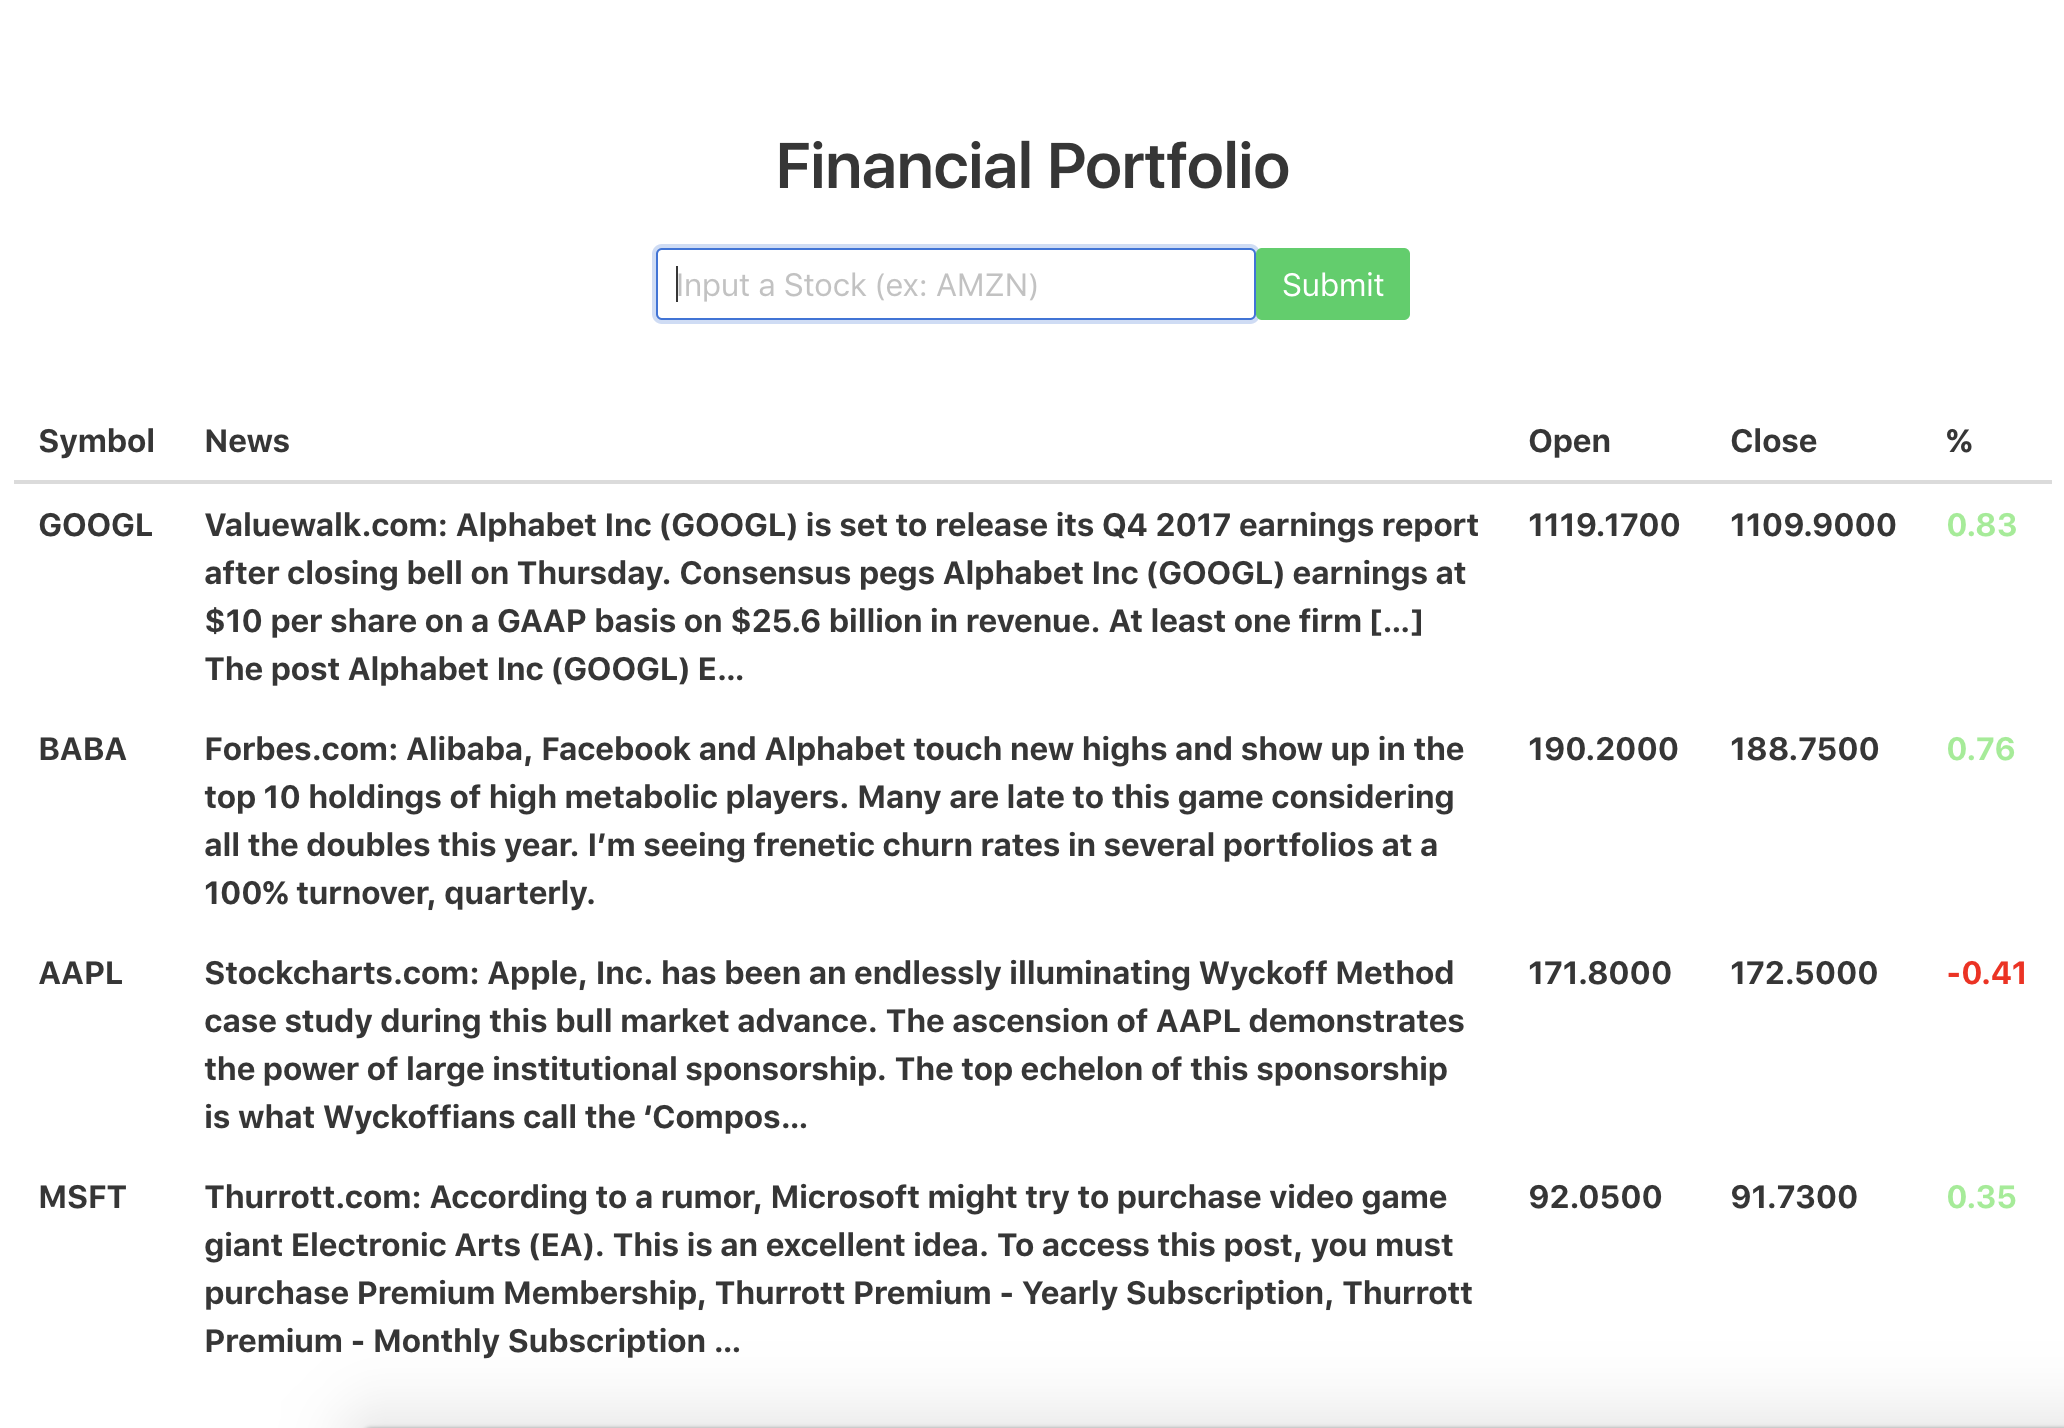 Financial Portfolio
Input a Stock (ex: AMZN) Submit
Symbol News Open Close %
GOOGL Valuewalk.com: Alphabet Inc (GOOGL) is set to release its Q4 2017 earnings report 1119.1700 1109.9000 0.83
after closing bell on Thursday. Consensus pegs Alphabet Inc (GOOGL) earnings at
$10 per share on a GAAP basis on $25.6 billion in revenue. At least one firm [...]
The post Alphabet Inc (GOOGL) E...
BABA Forbes.com: Alibaba, Facebook and Alphabet touch new highs and show up in the 190.2000 188.7500 0.76
top 10 holdings of high metabolic players. Many are late to this game considering
all the doubles this year. I’m seeing frenetic churn rates in several portfolios at a
100% turnover, quarterly.
AAPL Stockcharts.com: Apple, Inc. has been an endlessly illuminating Wyckoff Method 171.8000 172.5000 -0.41
case study during this bull market advance. The ascension of AAPL demonstrates
the power of large institutional sponsorship. The top echelon of this sponsorship
is what Wyckoffians call the ‘Compos...
MSFT Thurrott.com: According to a rumor, Microsoft might try to purchase video game 92.0500 91.7300 0.35
giant Electronic Arts (EA). This is an excellent idea. To access this post, you must
purchase Premium Membership, Thurrott Premium - Yearly Subscription, Thurrott
Premium - Monthly Subscription ...